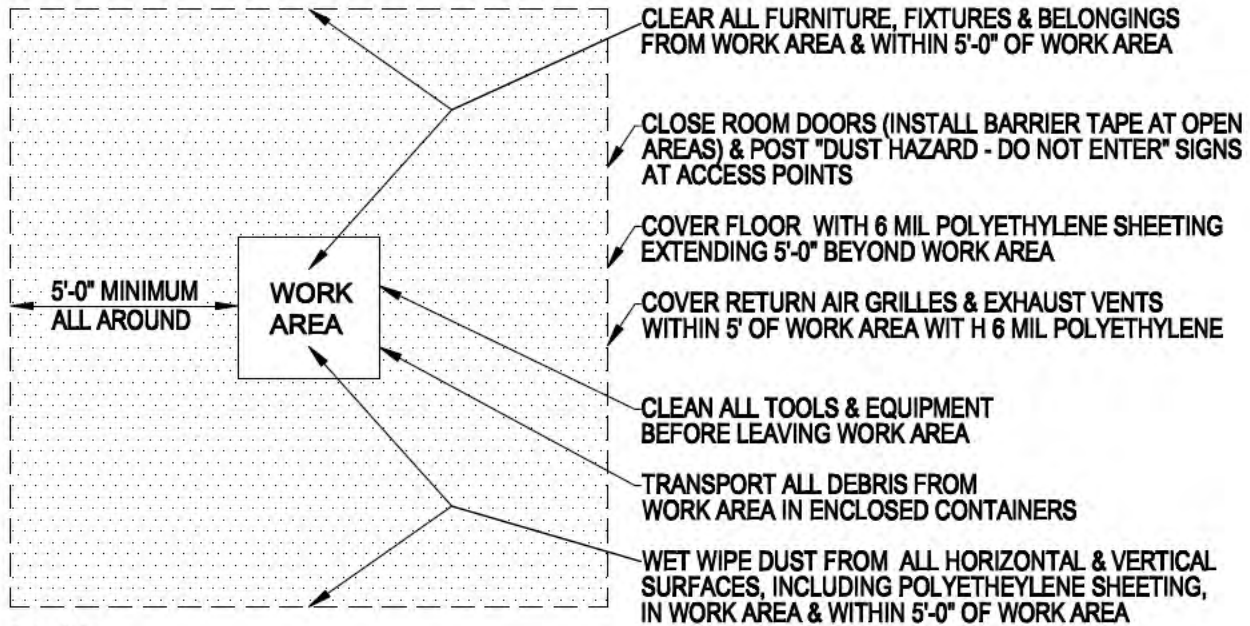 CLEAR ALL FURNITURE, FIXTURES & BELONGINGS
FROM WORK AREA & WITHIN 5'-0" OF WORK AREA
CLOSE ROOM DOORS (INSTALL BARRIER TAPE AT OPEN
AREAS) & POST "DUST HAZARD - DO NOT ENTER" SIGNS
AT ACCESS POINTS
COVER FLOOR WITH 6 MIL POLYETHYLENE SHEETING
EXTENDING 5'-0" BEYOND WORK AREA
5'-0" MINIMUM
ALL AROUND
WORK
AREA
COVER RETURN AIR GRILLES & EXHAUST VENTS
WITHIN 5' OF WORK AREA WIT H 6 MIL POLYETHYLENE
CLEAN ALL TOOLS & EQUIPMENT
BEFORE LEAVING WORK AREA
TRANSPORT ALL DEBRIS FROM
WORK AREA IN ENCLOSED CONTAINERS
WET WIPE DUST FROM ALL HORIZONTAL & VERTICAL
SURFACES, INCLUDING POLYETHEYLENE SHEETING,
IN WORK AREA & WITHIN 5'-0" OF WORK AREA